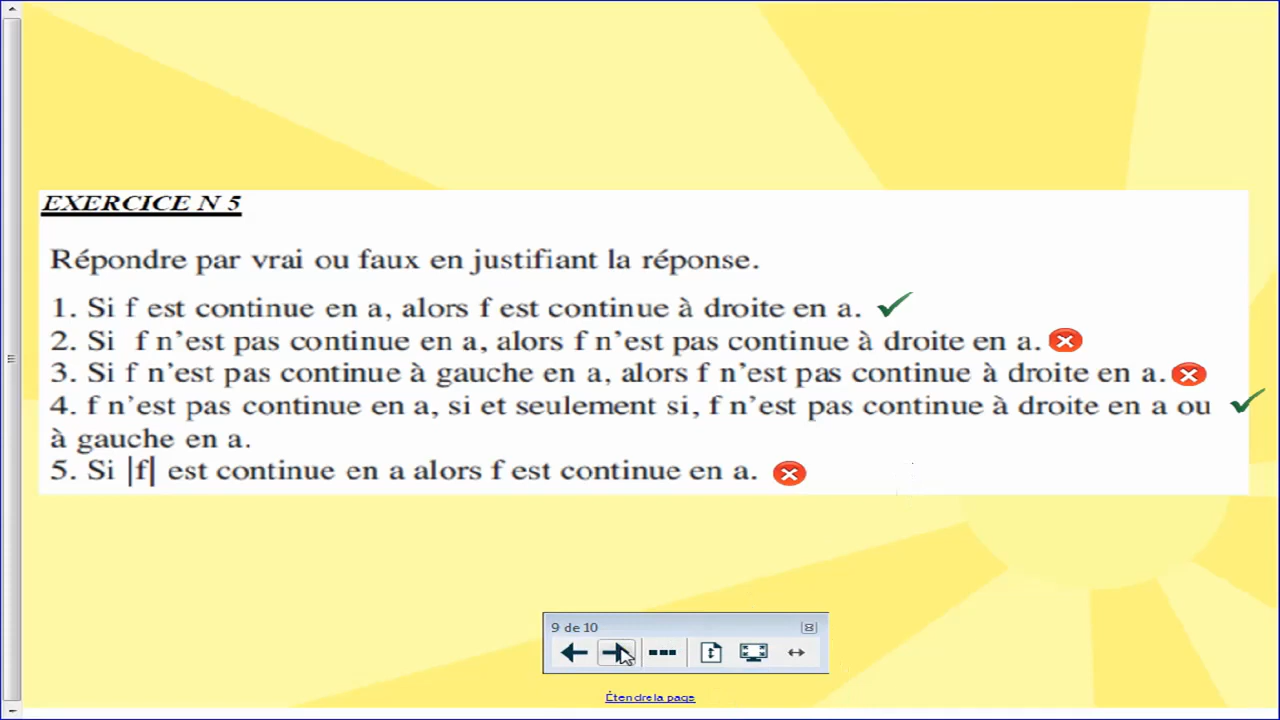 EXERCICE N 5
Répondre par vrai ou faux en justifiant la réponse.
1. Si f est continue en a, alors f est continue à droite en a.
2. Si f n’est pas continue en a, alors f n’est pas continue à droite en a.
3. Si f n’est pas continue à gauche en a, alors f n’est pas continue à droite en a.
4. f n’est pas continue en a, si et seulement si, f n’est pas continue à droite en a ou
à gauche en a.
5. Si |f| est continue en a alors f est continue en a.
9 de 10
Étendre la page